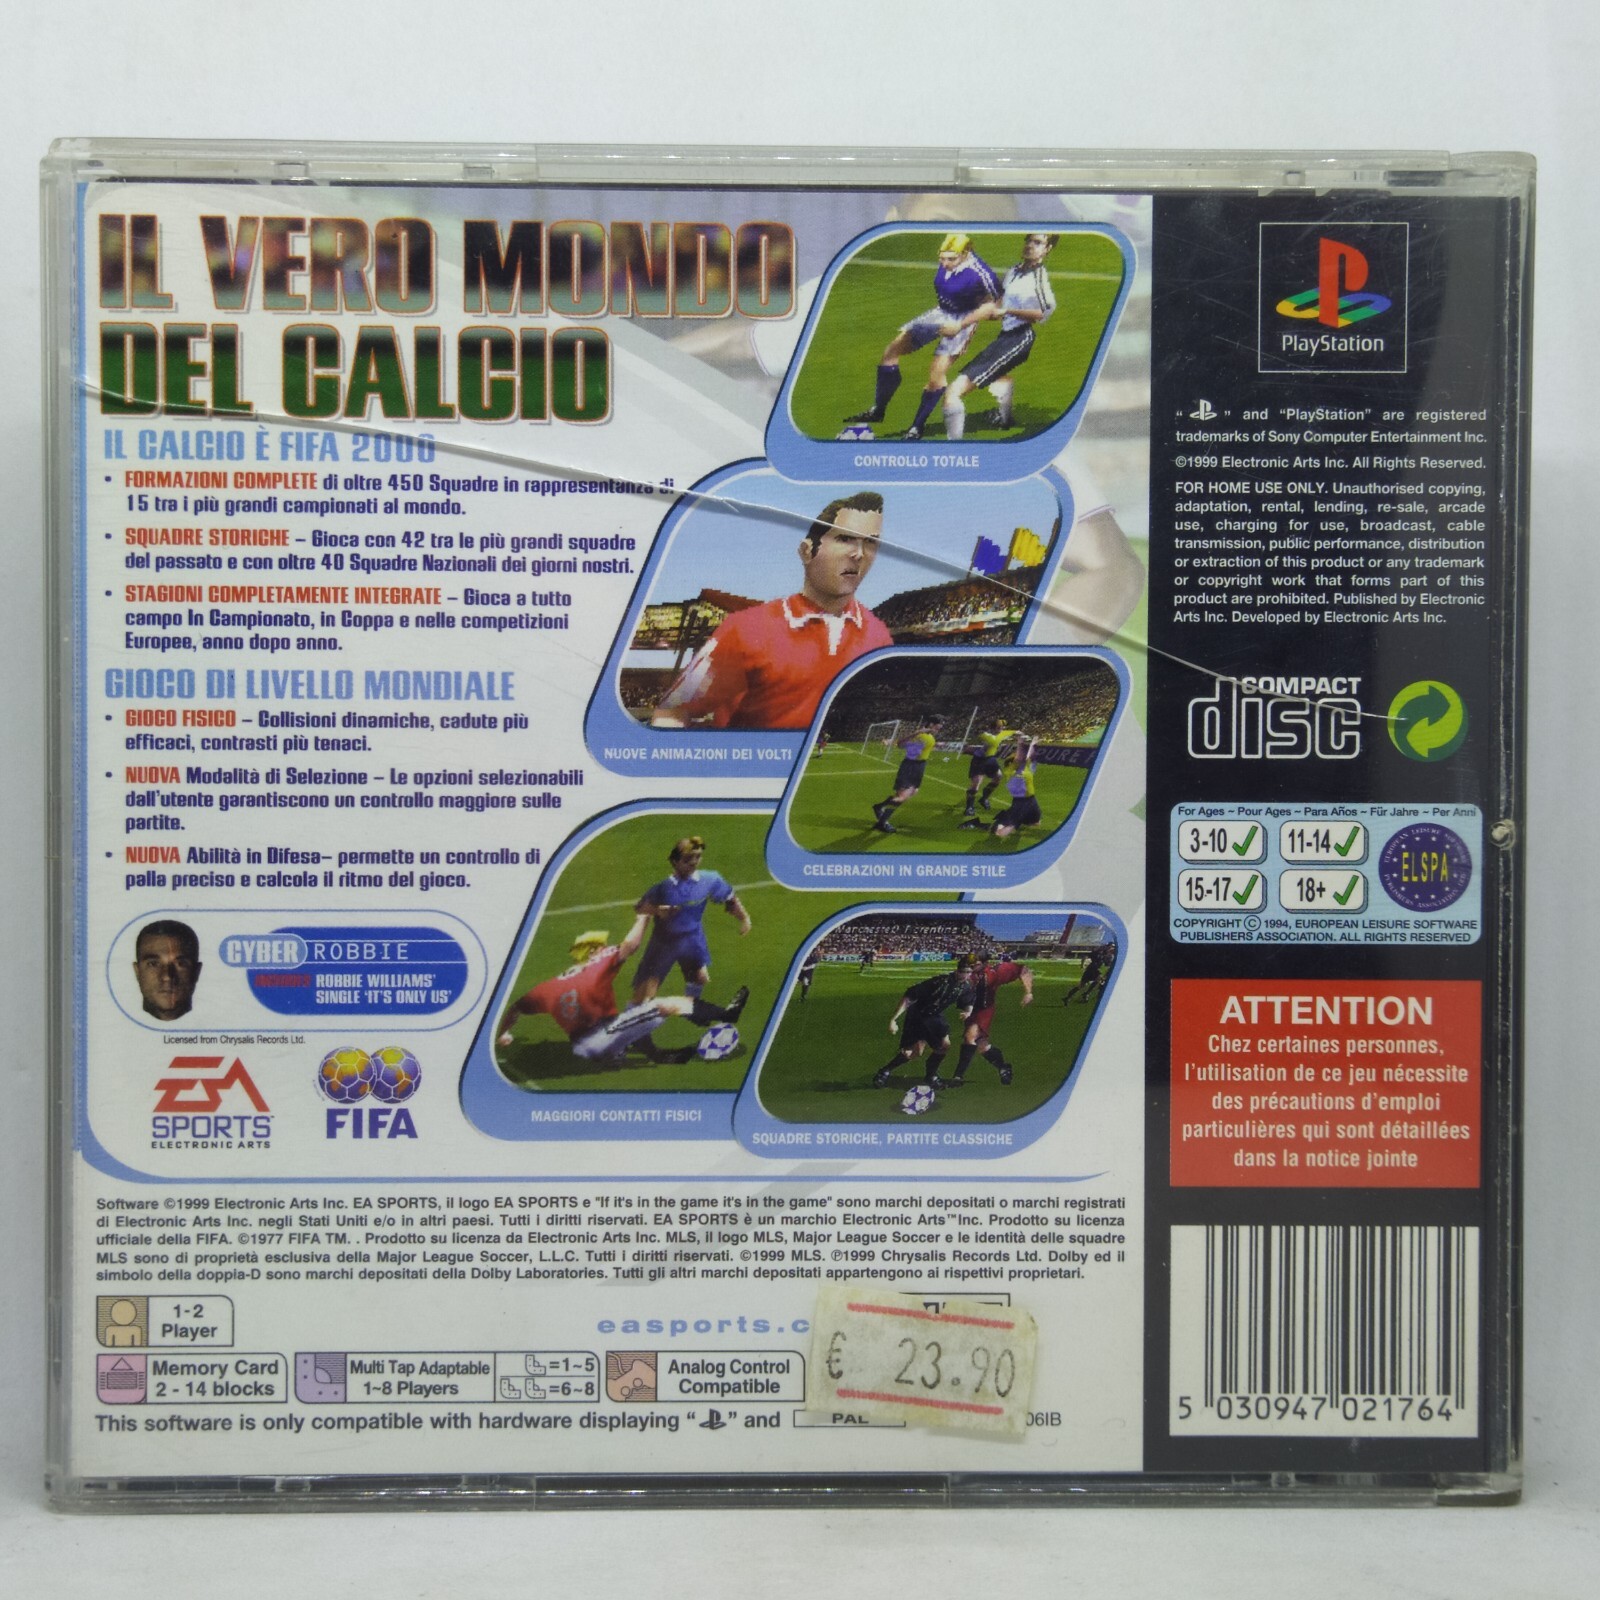 IL VERO MONDO
DEL CALCIO
IL CALCIO È FIFA 2000
• FORMAZIONI COMPLETE di oltre 450 Squadre in rappresentanza di
15 tra i più grandi campionati al mondo.
• SQUADRE STORICHE – Gioca con 42 tra le più grandi squadre
del passato e con oltre 40 Squadre Nazionali dei giorni nostri.
• STAGIONI COMPLETAMENTE INTEGRATE – Gioca a tutto
campo In Campionato, in Coppa e nelle competizioni
Europee, anno dopo anno.
GIOCO DI LIVELLO MONDIALE
• GIOCO FISICO – Collisioni dinamiche, cadute più
efficaci, contrasti più tenaci.
• NUOVA Modalità di Selezione – Le opzioni selezionabili
dall'utente garantiscono un controllo maggiore sulle
partite.
• NUOVA Abilità in Difesa– permette un controllo di
palla preciso e calcola il ritmo del gioco.
CYBER ROBBIE
INCLUDES ROBBIE WILLIAMS'
SINGLE 'IT'S ONLY US'
Licensed from Chrysalis Records Ltd.
EA
SPORTS™
ELECTRONIC ARTS
FIFA
CONTROLLO TOTALE
NUOVE ANIMAZIONI DEI VOLTI
CELEBRAZIONI IN GRANDE STILE
MAGGIORI CONTATTI FISICI
SQUADRE STORICHE, PARTITE CLASSICHE
Software ©1999 Electronic Arts Inc. EA SPORTS, il logo EA SPORTS e "If it's in the game it's in the game" sono marchi depositati o marchi registrati
di Electronic Arts Inc. negli Stati Uniti e/o in altri paesi. Tutti i diritti riservati. EA SPORTS è un marchio Electronic Arts™Inc. Prodotto su licenza
ufficiale della FIFA. ©1977 FIFA TM. . Prodotto su licenza da Electronic Arts Inc. MLS, il logo MLS, Major League Soccer e le identità delle squadre
MLS sono di proprietà esclusiva della Major League Soccer, L.L.C. Tutti i diritti riservati. ©1999 MLS. ℗1999 Chrysalis Records Ltd. Dolby ed il
simbolo della doppia-D sono marchi depositati della Dolby Laboratories. Tutti gli altri marchi depositati appartengono ai rispettivi proprietari.
1-2
Player
easports.c
€ 23.90
Memory Card
2 - 14 blocks
Multi Tap Adaptable
1~8 Players
=1~5
=6~8
Analog Control
Compatible
This software is only compatible with hardware displaying " " and PAL
06IB
PlayStation
" " and "PlayStation" are registered
trademarks of Sony Computer Entertainment Inc.
©1999 Electronic Arts Inc. All Rights Reserved.
FOR HOME USE ONLY. Unauthorised copying,
adaptation, rental, lending, re-sale, arcade
use, charging for use, broadcast, cable
transmission, public performance, distribution
or extraction of this product or any trademark
or copyright work that forms part of this
product are prohibited. Published by Electronic
Arts Inc. Developed by Electronic Arts Inc.
COMPACT
disc
For Ages ~ Pour Ages ~ Para Años ~ Für Jahre ~ Per Anni
3-10 11-14
15-17 18+
ELSPA
COPYRIGHT © 1994, EUROPEAN LEISURE SOFTWARE
PUBLISHERS ASSOCIATION. ALL RIGHTS RESERVED
ATTENTION
Chez certaines personnes,
l'utilisation de ce jeu nécessite
des précautions d'emploi
particulières qui sont détaillées
dans la notice jointe
5 030947 021764